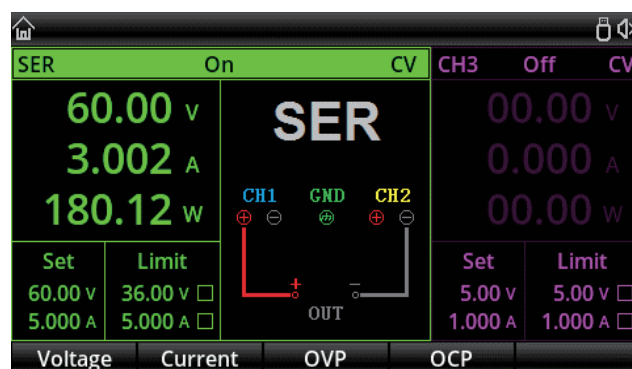 SER On CV
60.00 V
3.002 A
180.12 W
Set Limit
60.00 V 36.00 V
5.000 A 5.000 A
SER
CH1 GND CH2
+ −
OUT
CH3 Off CV
00.00 V
0.000 A
00.00 W
Set Limit
5.00 V 5.00 V
1.000 A 1.000 A
Voltage Current OVP OCP